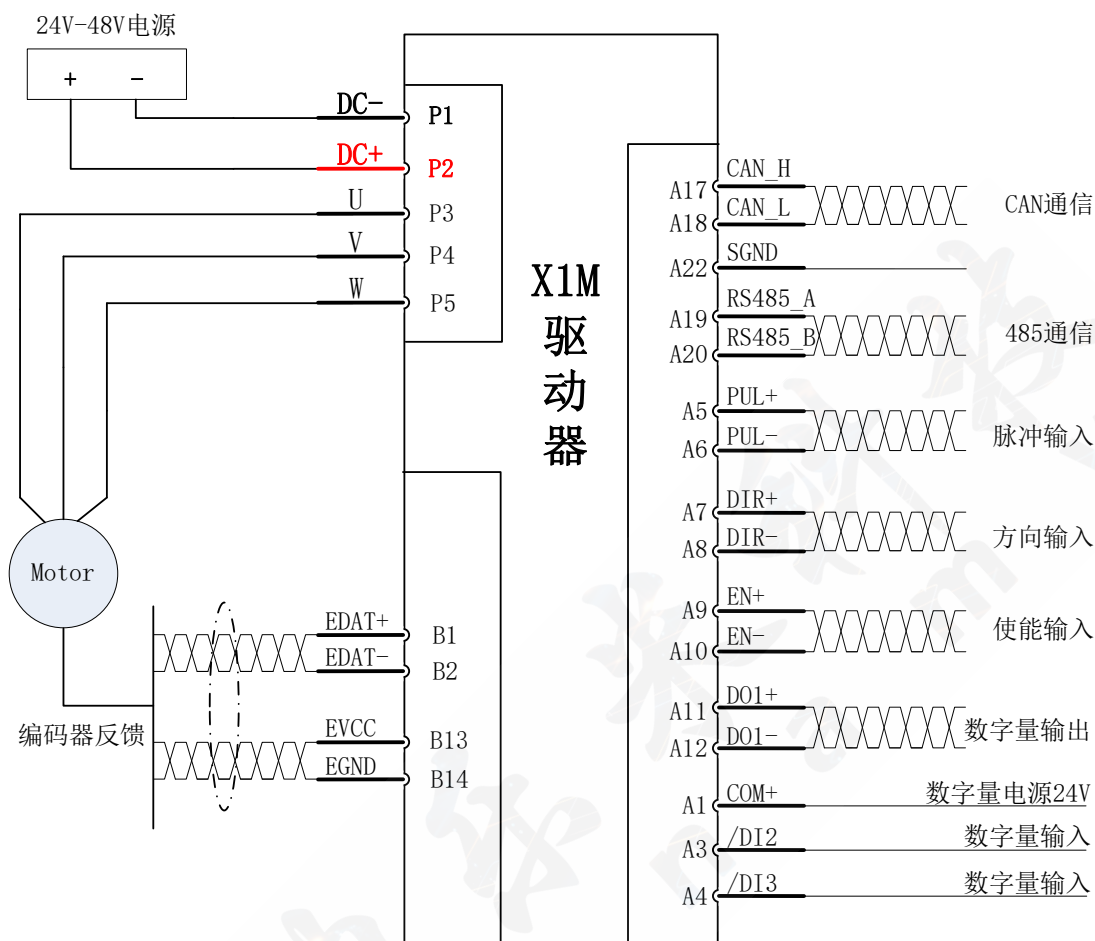 24V-48V电源
+ -
DC- P1
DC+ P2
U P3
V P4
W P5
X1M
驱
动
器
Motor
编码器反馈
EDAT+ B1
EDAT- B2
EVCC B13
EGND B14
A17 CAN_H
CAN通信
A18 CAN_L
A22 SGND
A19 RS485_A
485通信
A20 RS485_B
A5 PUL+
脉冲输入
A6 PUL-
A7 DIR+
方向输入
A8 DIR-
A9 EN+
使能输入
A10 EN-
A11 DO1+
数字量输出
A12 DO1-
A1 COM+ 数字量电源24V
A3 /DI2 数字量输入
A4 /DI3 数字量输入